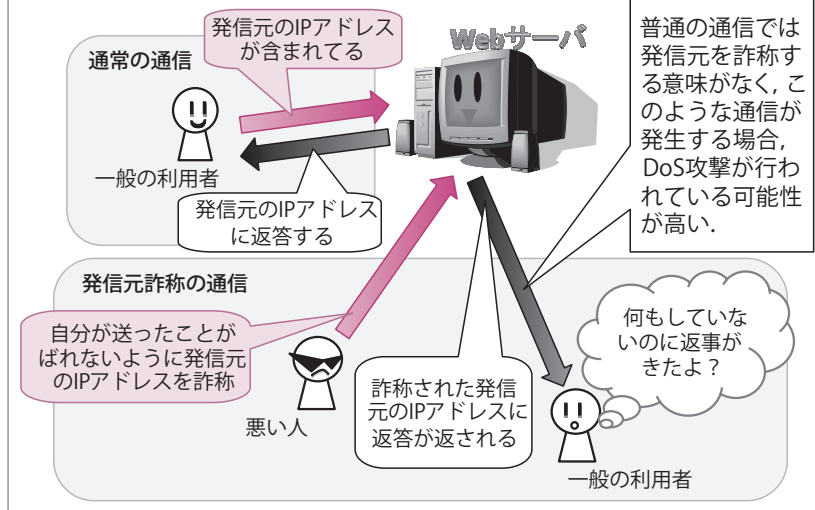 発信元のIPアドレス
が含まれてる
Webサーバ
通常の通信
一般の利用者
発信元のIPアドレス
に返答する
普通の通信では
発信元を詐称す
る意味がなく,こ
のような通信が
発生する場合,
DoS攻撃が行わ
れている可能性
が高い.
発信元詐称の通信
自分が送ったことが
ばれないように発信元
のIPアドレスを詐称
悪い人
詐称された発信
元のIPアドレスに
返答が返される
何もしていな
いのに返事が
きたよ？
一般の利用者